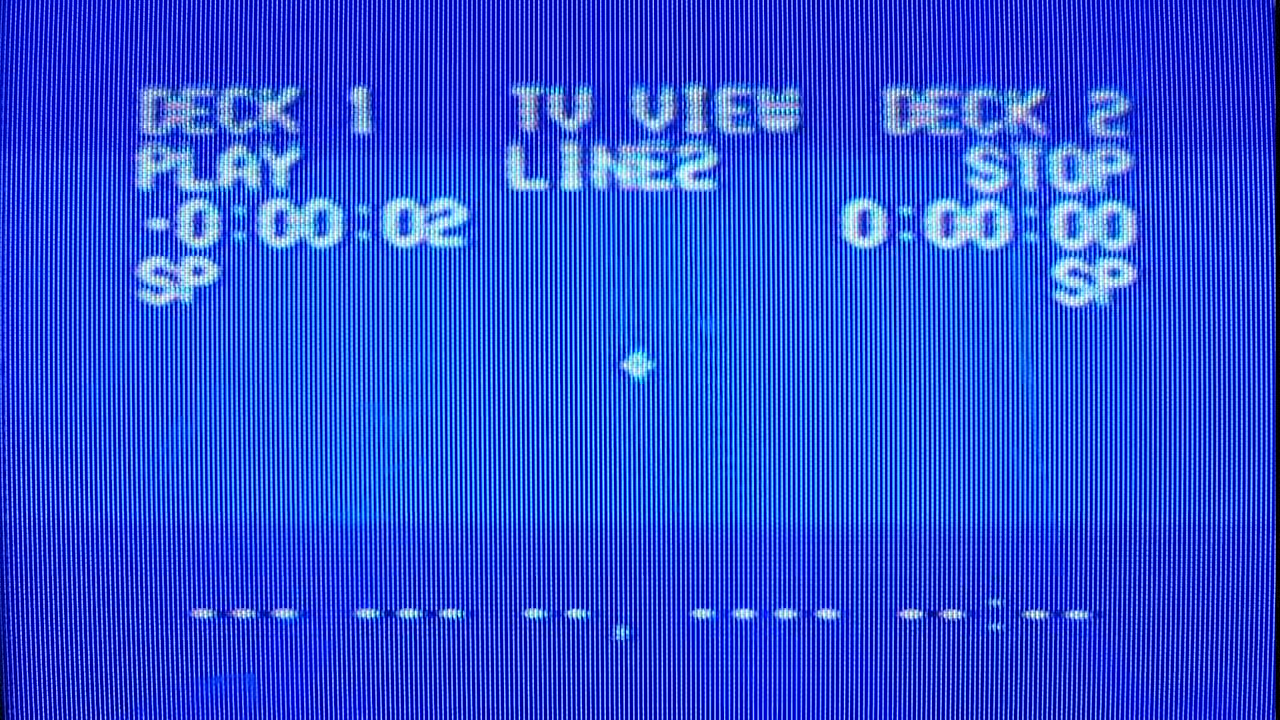 DECK 1 TV VIEW DECK 2
PLAY LINE2 STOP
-0:00:02 0:00:00
SP SP
--- --- --, ---- --:--